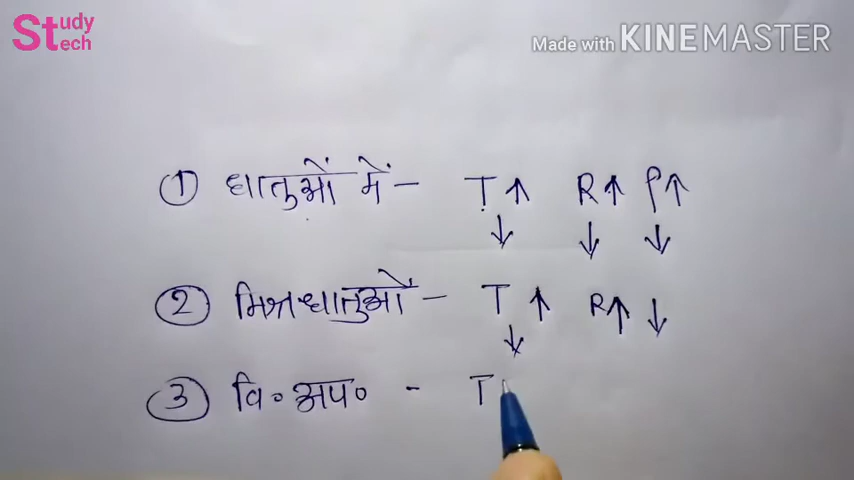 Study Tech
Made with KINEMASTER
① धातुओं में – T↑ R↑ ρ↑
↓ ↓ ↓
② मिश्रधातुओं – T↑ R↑ ↓
↓
③ वि॰ अप॰ - T